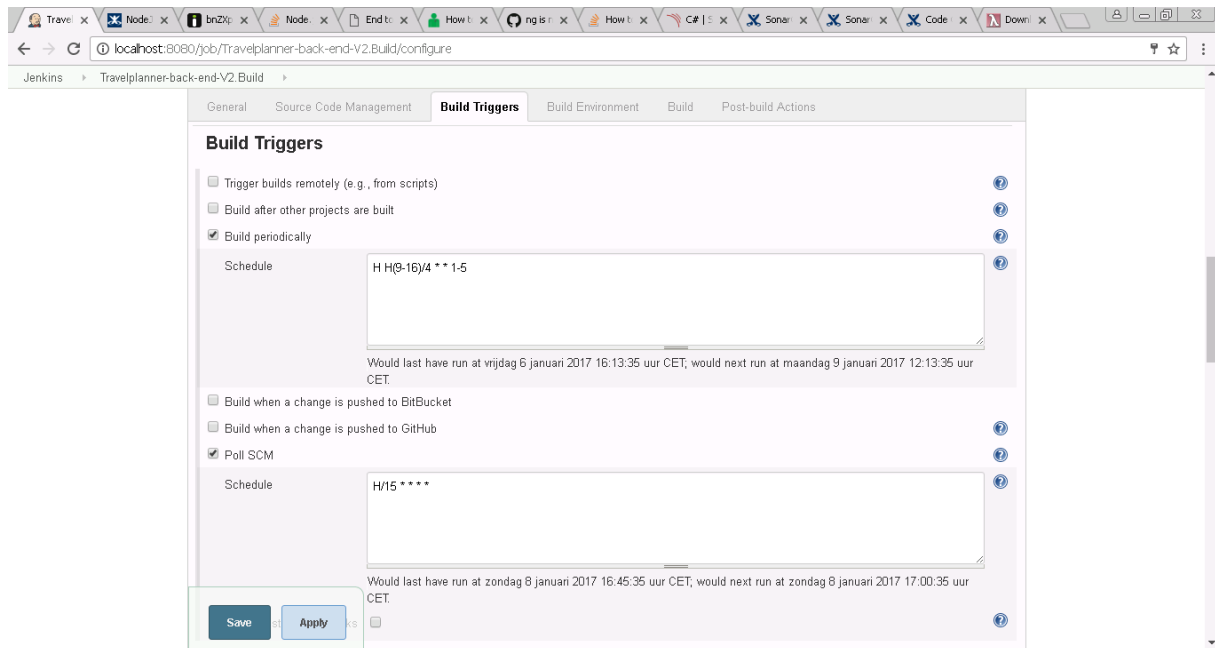 Travel
NodeJ
bnZXp
Node.
End to
How t
ng is n
How t
C# | S
Sonar
Sonar
Code
Downl
localhost:8080/job/Travelplanner-back-end-V2.Build/configure
Jenkins
Travelplanner-back-end-V2.Build
General Source Code Management Build Triggers Build Environment Build Post-build Actions
Build Triggers
Trigger builds remotely (e.g., from scripts)
Build after other projects are built
Build periodically
Schedule
H H(9-16)/4 * * 1-5
Would last have run at vrijdag 6 januari 2017 16:13:35 uur CET; would next run at maandag 9 januari 2017 12:13:35 uur
CET.
Build when a change is pushed to BitBucket
Build when a change is pushed to GitHub
Poll SCM
Schedule
H/15 * * * *
Would last have run at zondag 8 januari 2017 16:45:35 uur CET; would next run at zondag 8 januari 2017 17:00:35 uur
CET.
Save Apply